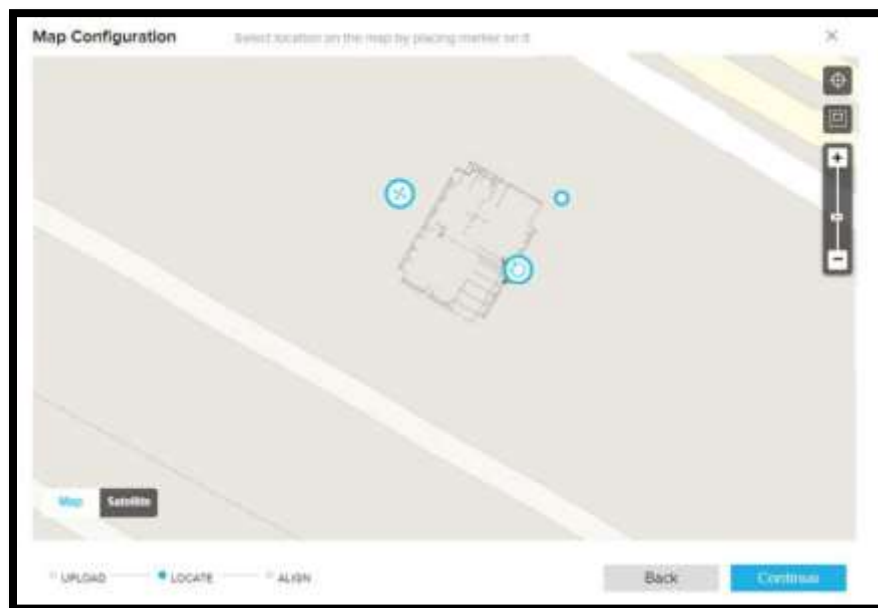 Map Configuration
Select location on the map by placing marker on it
+
−
Map
Satellite
UPLOAD
LOCATE
ALIGN
Back
Continue